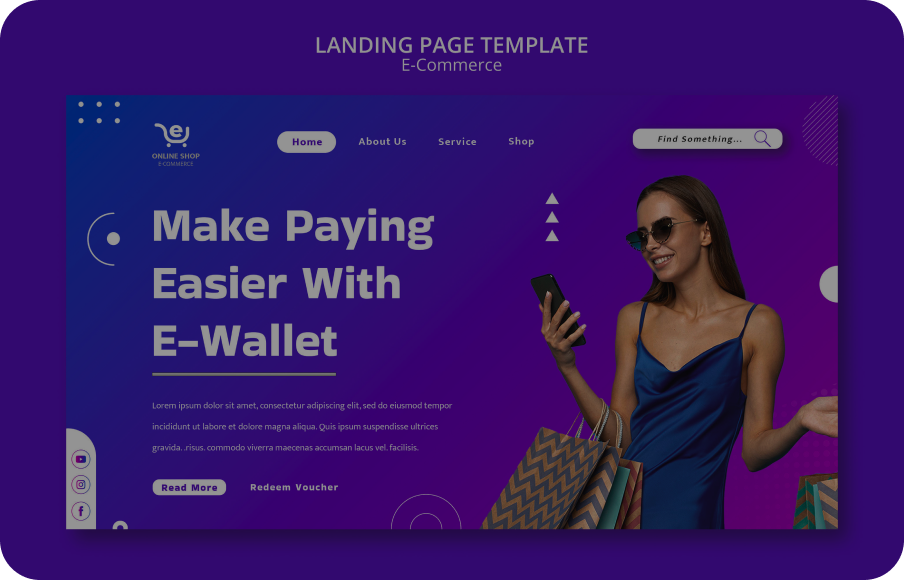 LANDING PAGE TEMPLATE
E-Commerce
ONLINE SHOP
E-COMMERCE
Home
About Us
Service
Shop
Find Something...
Make Paying
Easier With
E-Wallet
Lorem ipsum dolor sit amet, consectetur adipiscing elit, sed do eiusmod tempor
incididunt ut labore et dolore magna aliqua. Quis ipsum suspendisse ultrices
gravida. .risus. commodo viverra maecenas accumsan lacus vel. facilisis.
Read More
Redeem Voucher